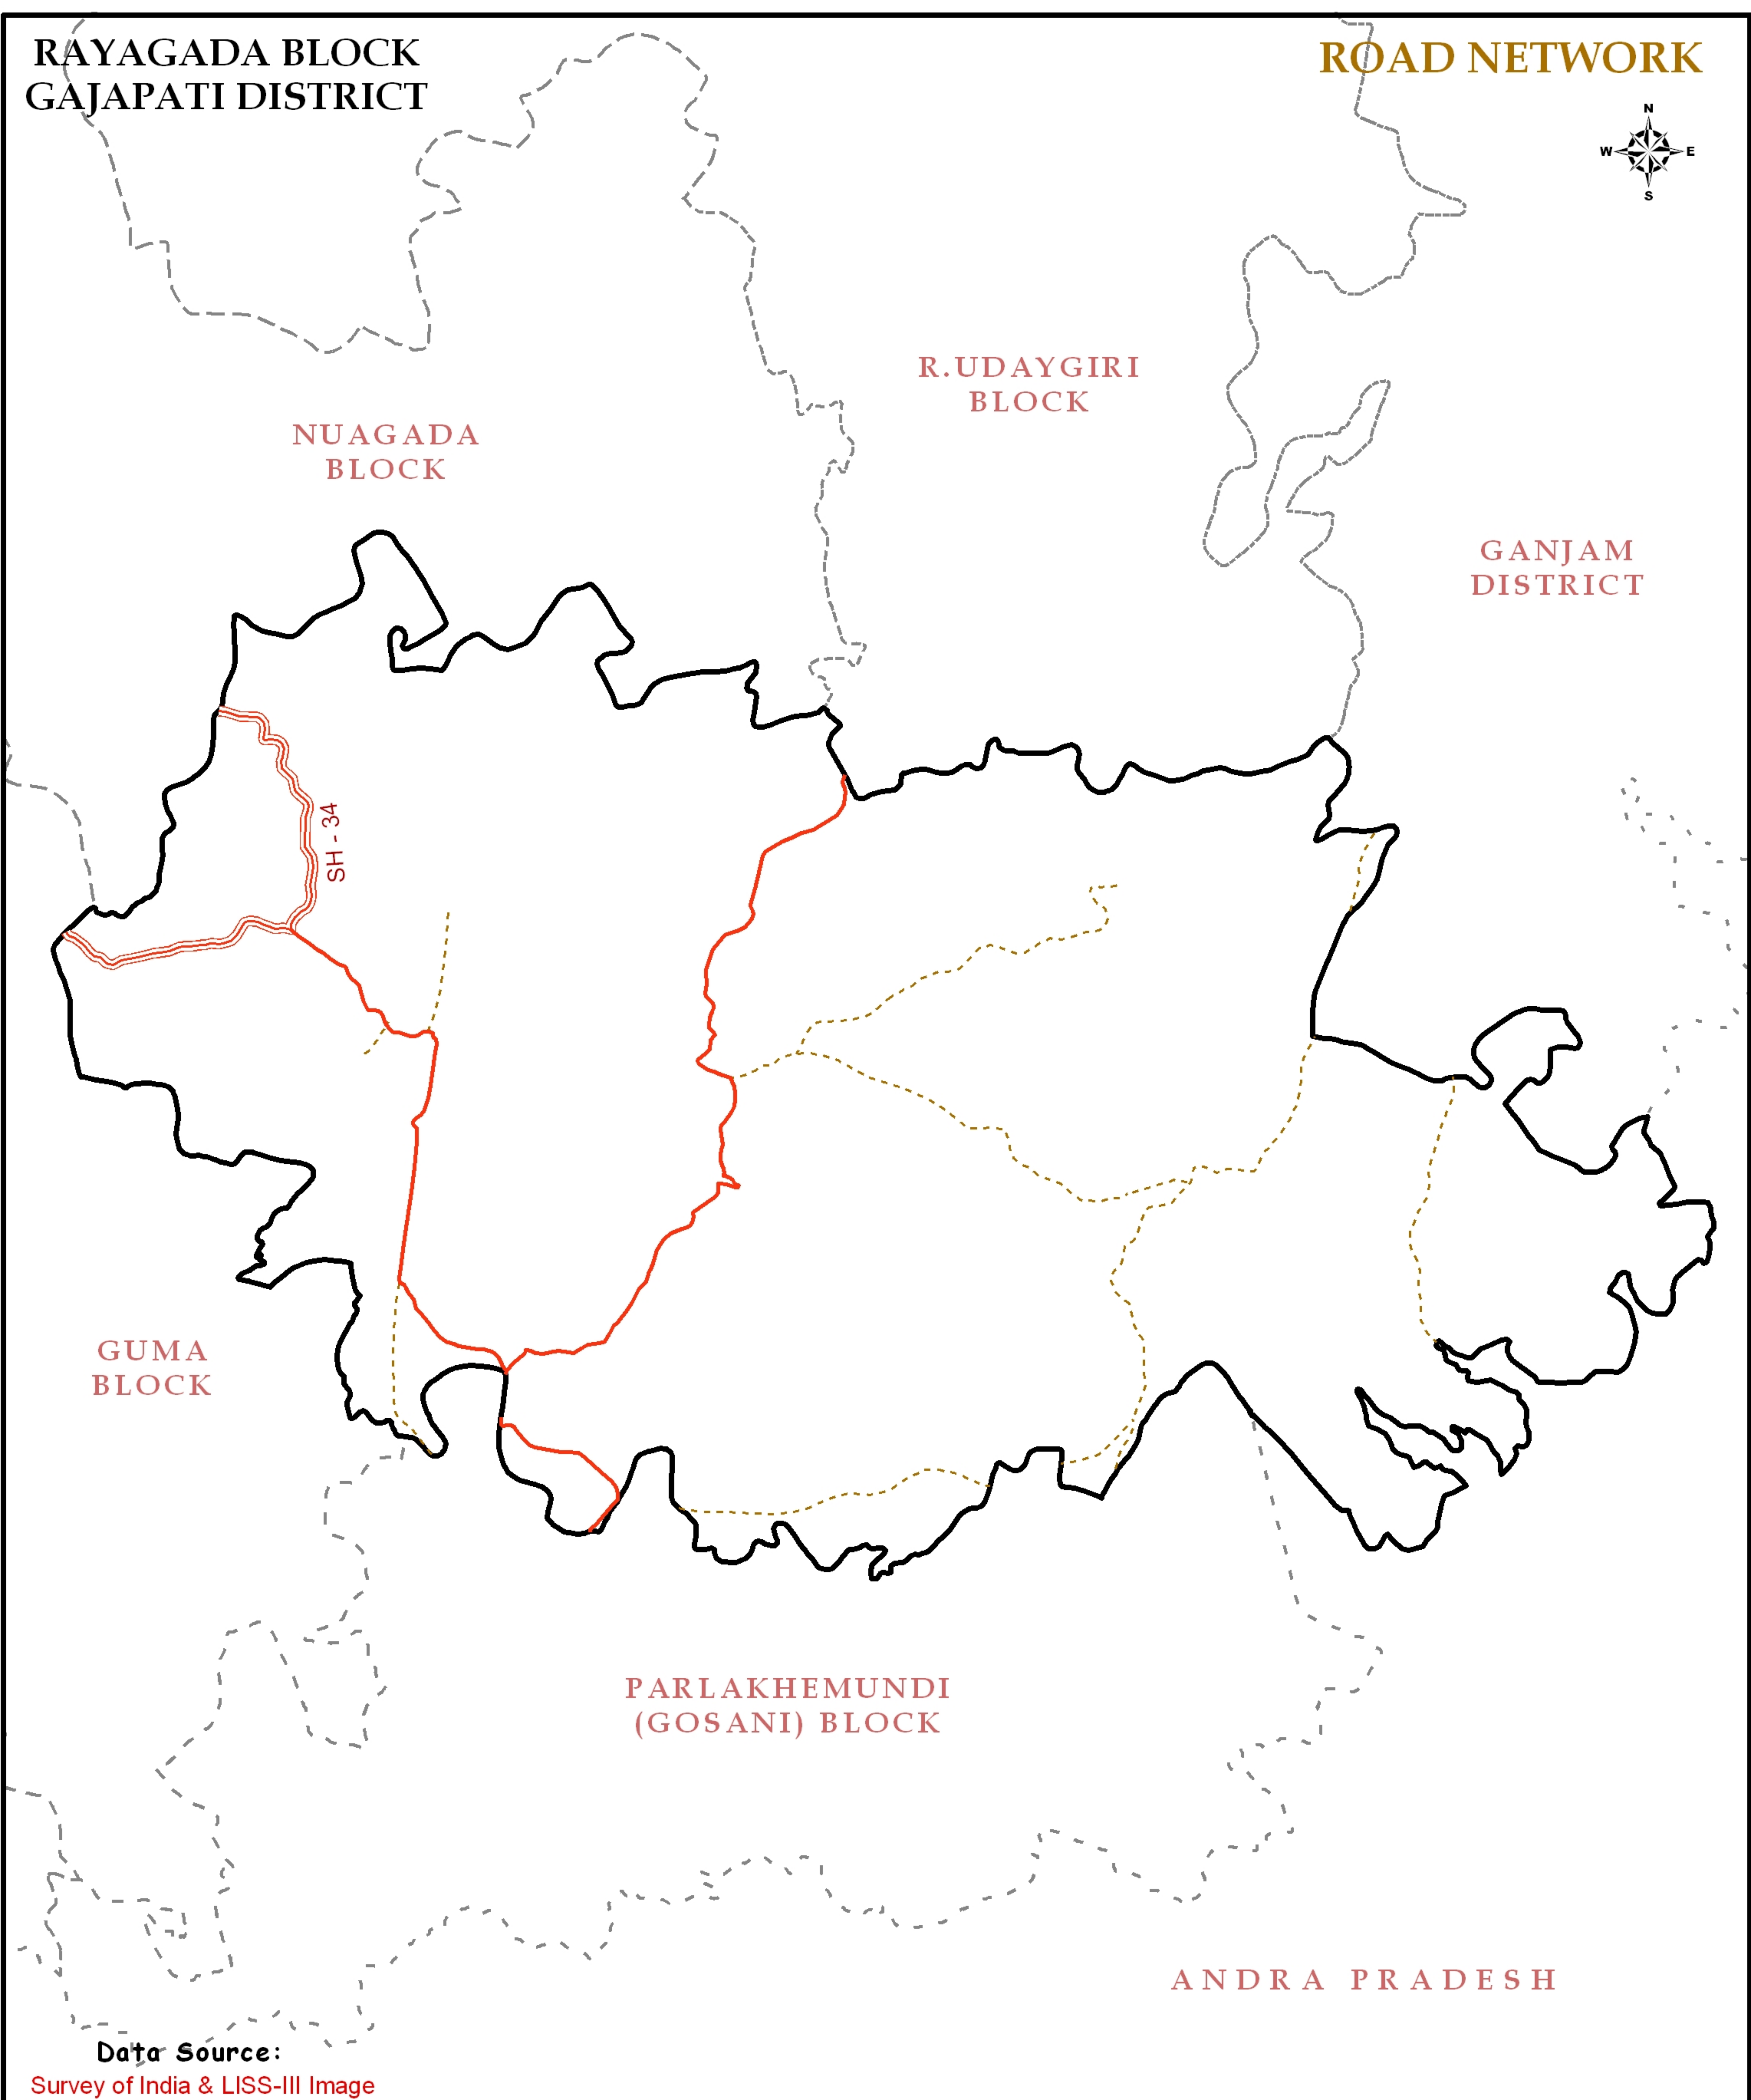 RAYAGADA BLOCK
GAJAPATI DISTRICT
ROAD NETWORK
N
W E
S
R.UDAYGIRI
BLOCK
NUAGADA
BLOCK
GANJAM
DISTRICT
SH - 34
GUMA
BLOCK
PARLAKHEMUNDI
(GOSANI) BLOCK
ANDRA PRADESH
Data Source:
Survey of India & LISS-III Image